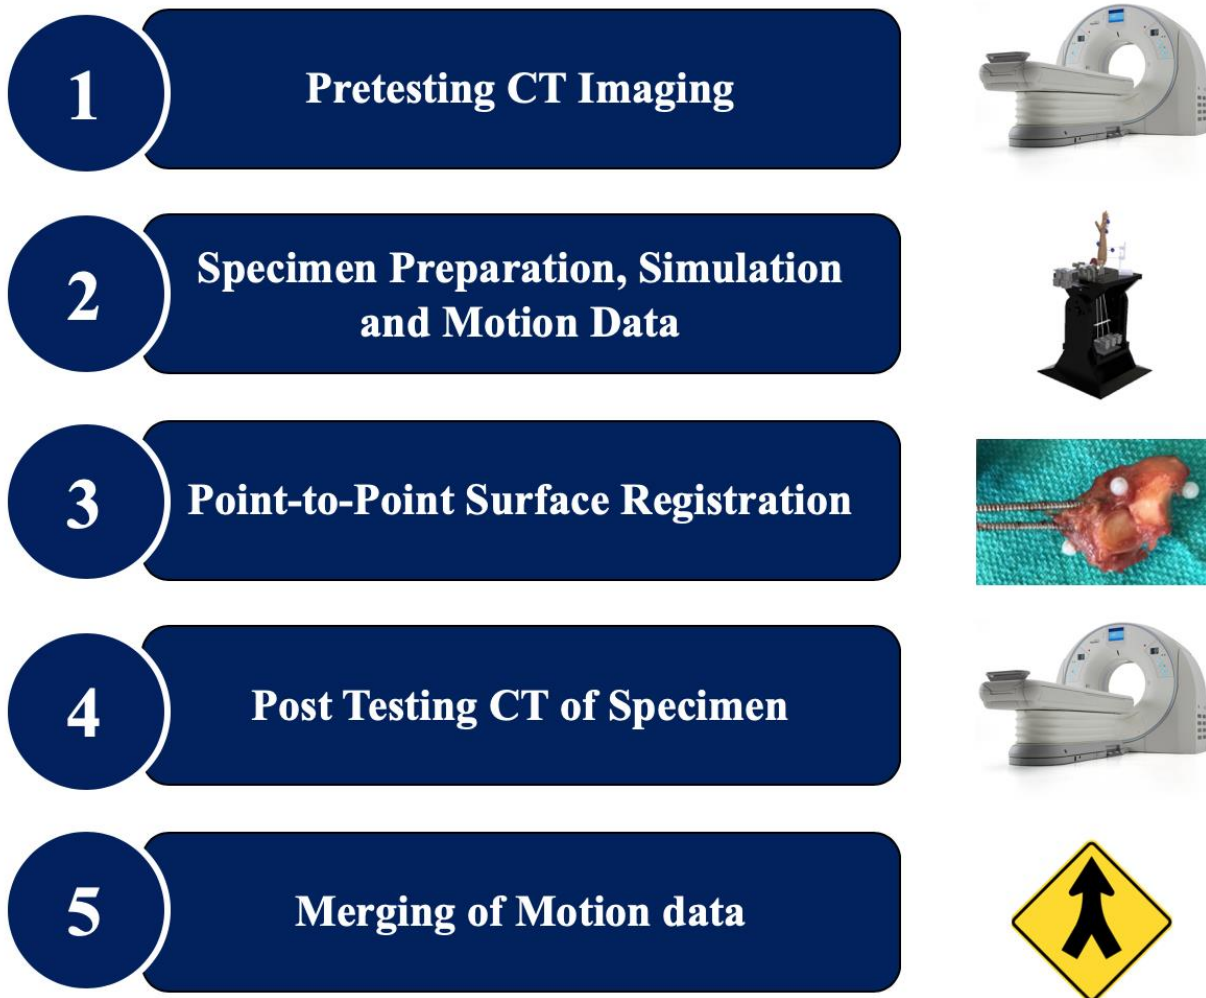 1
Pretesting CT Imaging
2
Specimen Preparation, Simulation
and Motion Data
3
Point-to-Point Surface Registration
4
Post Testing CT of Specimen
5
Merging of Motion data